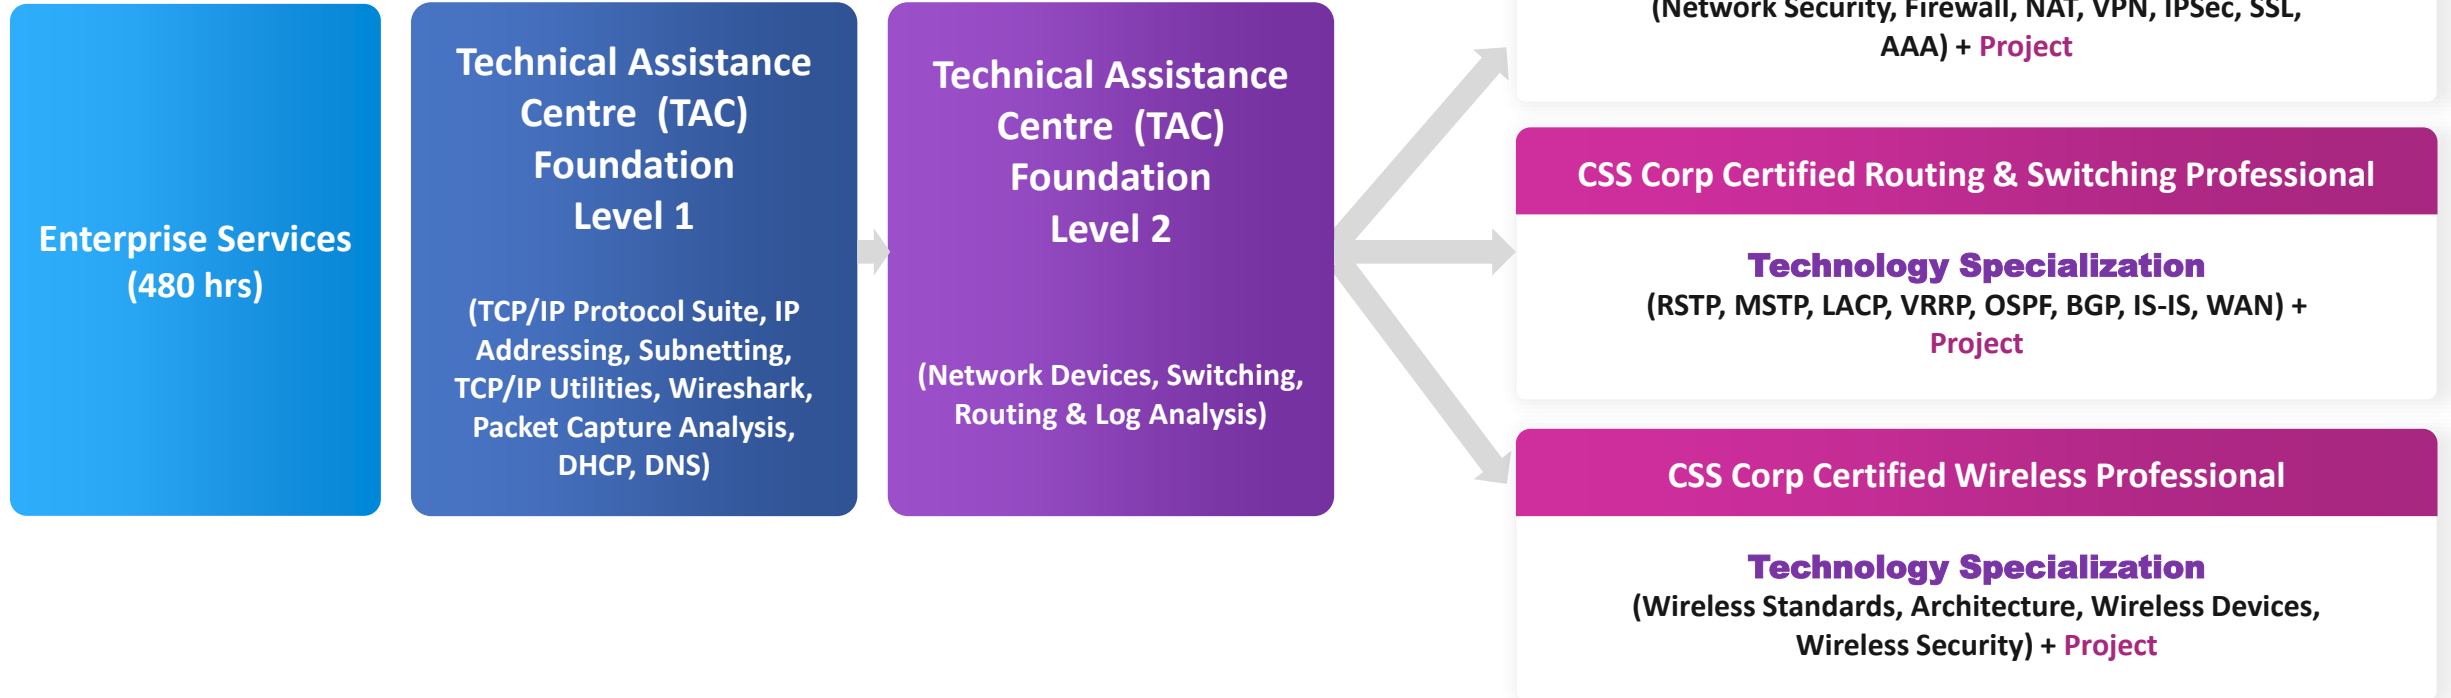 Enterprise Services
(480 hrs)
Technical Assistance
Centre (TAC)
Foundation
Level 1
(TCP/IP Protocol Suite, IP
Addressing, Subnetting,
TCP/IP Utilities, Wireshark,
Packet Capture Analysis,
DHCP, DNS)
Technical Assistance
Centre (TAC)
Foundation
Level 2
(Network Devices, Switching,
Routing & Log Analysis)
(Network Security, Firewall, NAT, VPN, IPSec, SSL,
AAA) + Project
CSS Corp Certified Routing & Switching Professional
Technology Specialization
(RSTP, MSTP, LACP, VRRP, OSPF, BGP, IS-IS, WAN) +
Project
CSS Corp Certified Wireless Professional
Technology Specialization
(Wireless Standards, Architecture, Wireless Devices,
Wireless Security) + Project